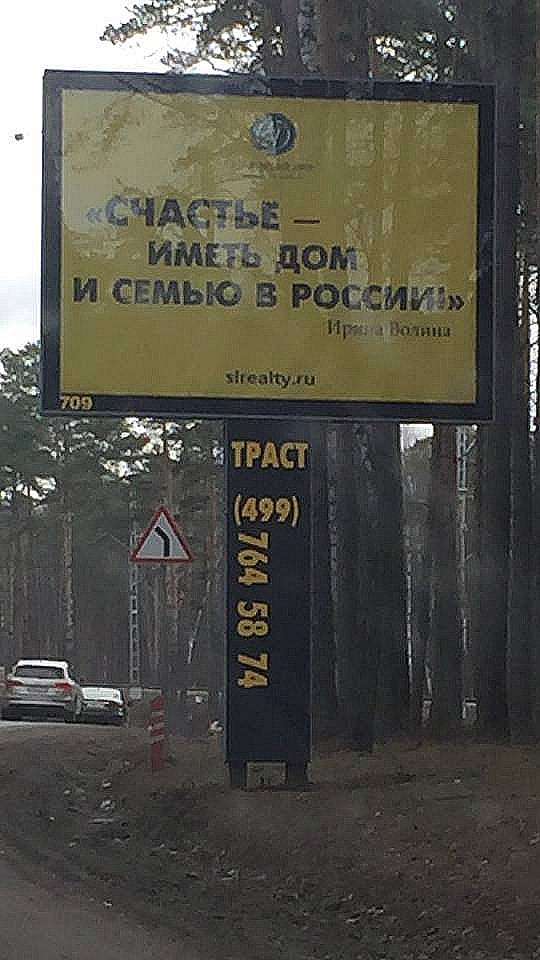 «СЧАСТЬЕ –
ИМЕТЬ ДОМ
И СЕМЬЮ В РОССИИ!»
Ирина Волина
slrealty.ru
709
ТРАСТ
(499)
764 58 74